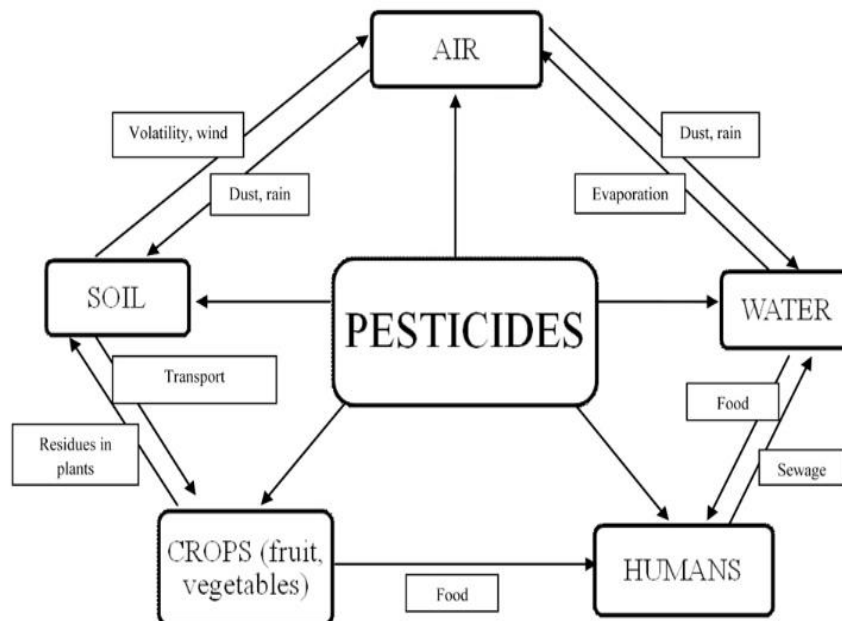 AIR
Volatility, wind
Dust, rain
Dust, rain
Evaporation
SOIL
PESTICIDES
WATER
Transport
Food
Residues in
plants
Sewage
CROPS (fruit,
vegetables)
HUMANS
Food